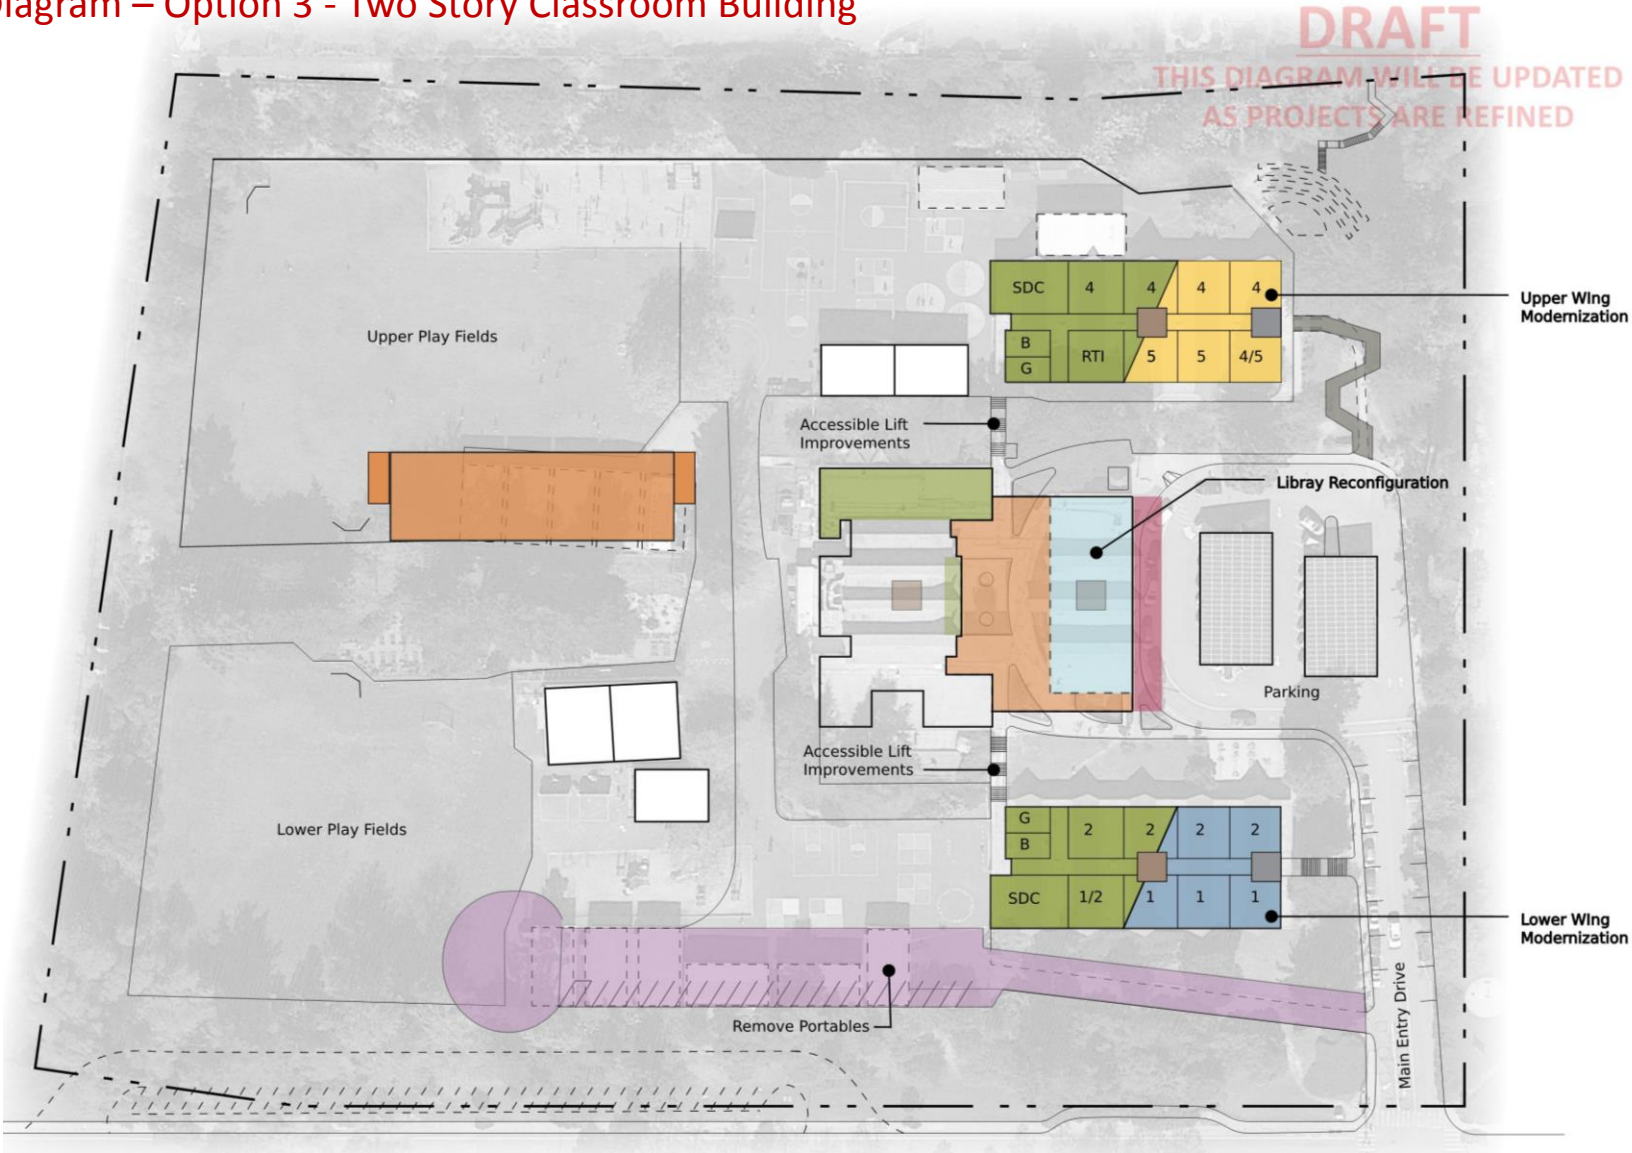 Diagram – Option 3 - Two Story Classroom Building
DRAFT
THIS DIAGRAM WILL BE UPDATED
AS PROJECTS ARE REFINED
SDC 4 4 4 4
Upper WIng
Modernization
Upper Play Fields
B
RTI 5 5 4/5
G
Accessible Lift
Improvements
Libray Reconfiguration
Parking
Accessible Lift
Improvements
G
2 2 2 2
B
Lower Play Fields
SDC 1/2 1 1 1
Lower WIng
Modernization
Remove Portables
Main Entry Drive